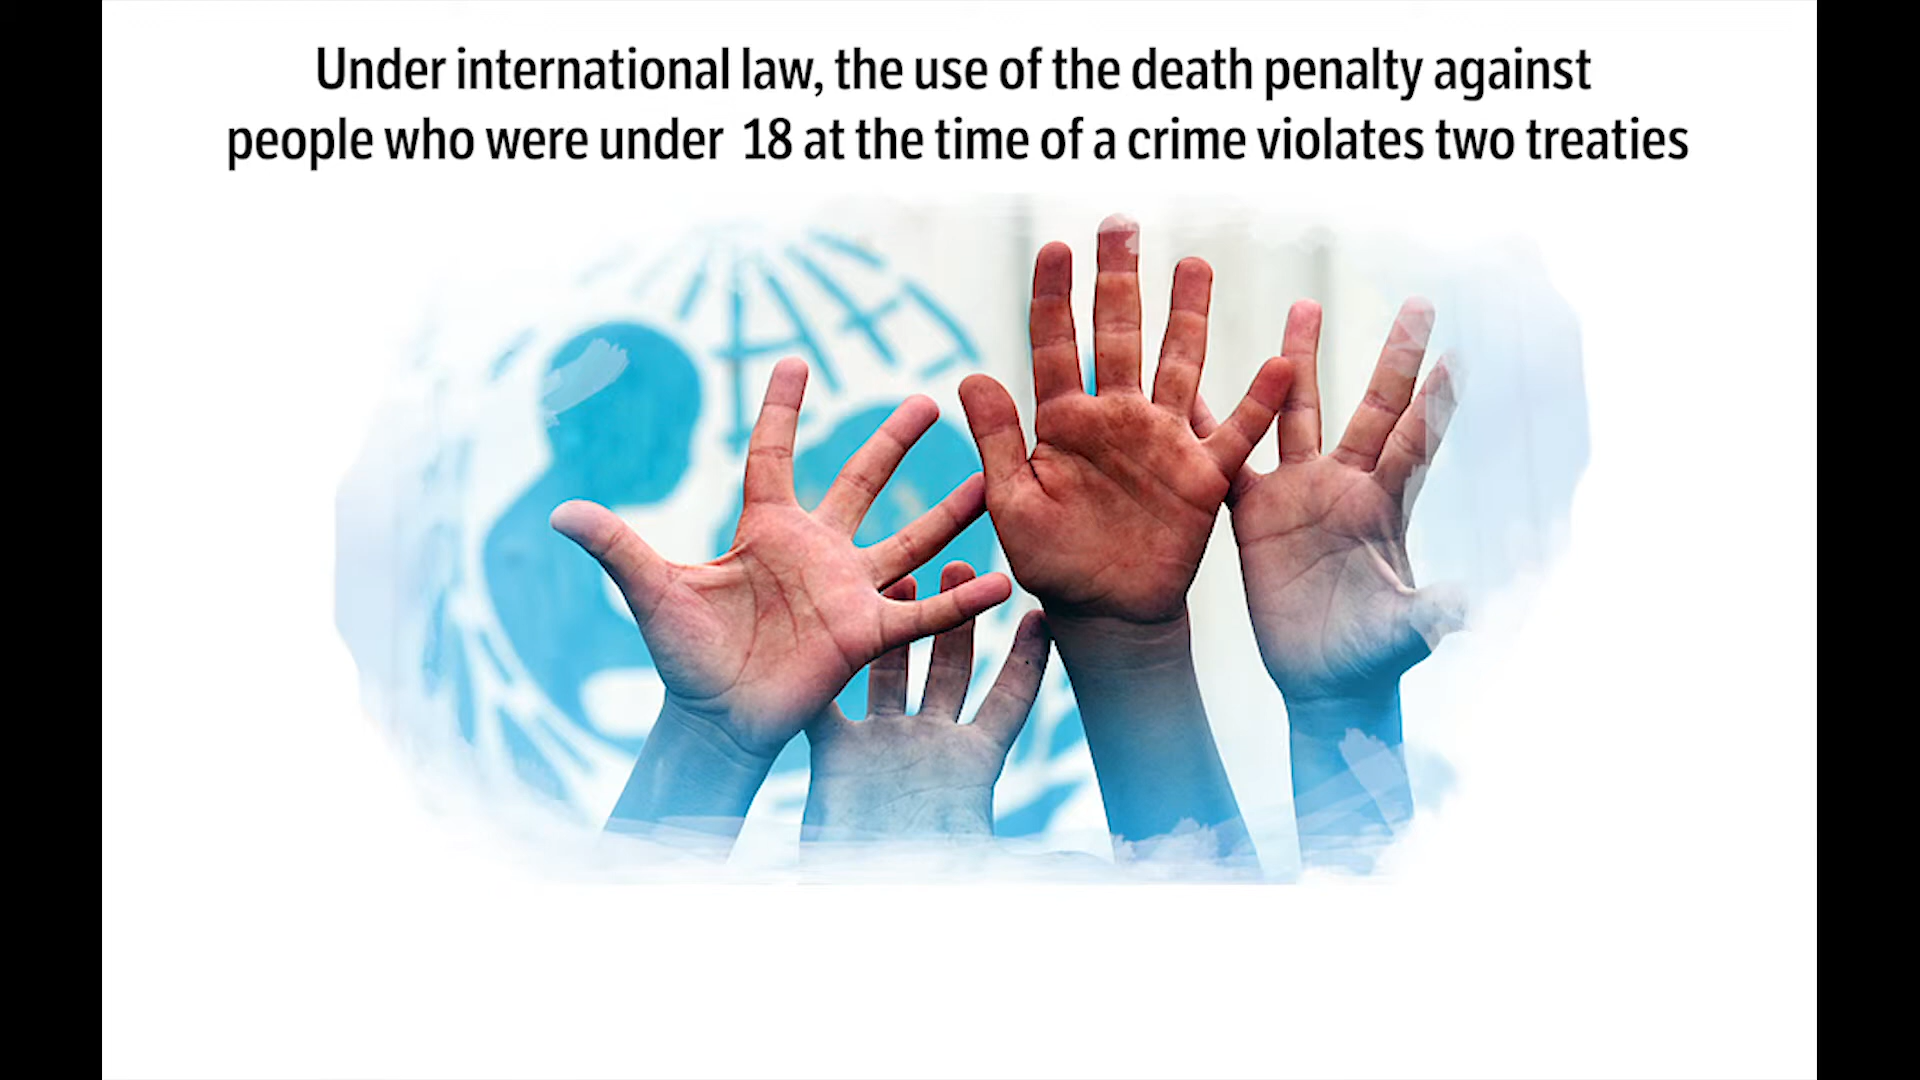 Under international law, the use of the death penalty against
people who were under 18 at the time of a crime violates two treaties